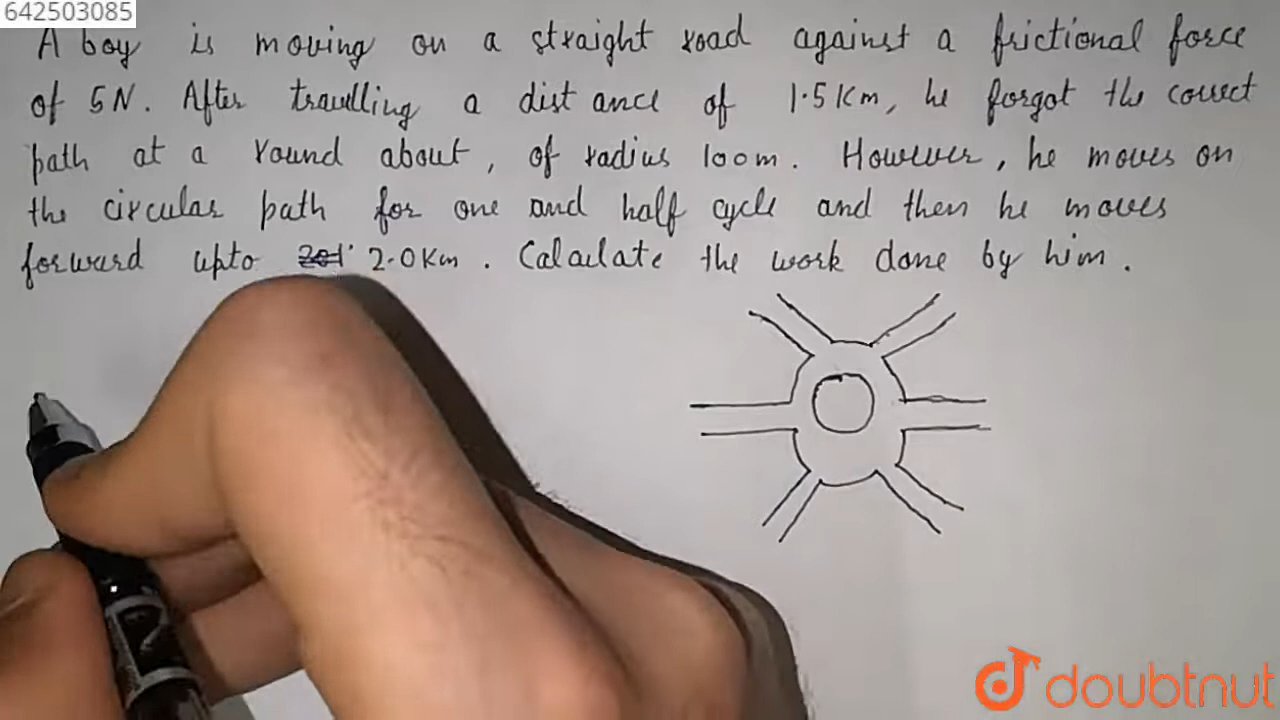 642503085
A boy is moving on a straight road against a frictional force
of 5N. After travelling a distance of 1.5 Km, he forgot the correct
path at a round about, of radius 100m. However, he moves on
the circular path for one and half cycle and then he moves
forward upto 2.0 Km. Calculate the work done by him.
doubtnut